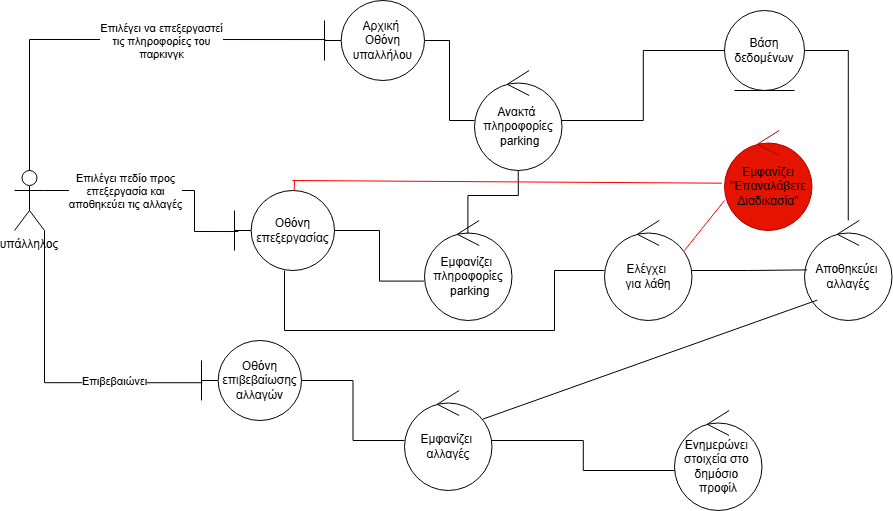 Επιλέγει να επεξεργαστεί
τις πληροφορίες του
παρκινγκ
Αρχική
Οθόνη
υπαλλήλου
Βάση
δεδομένων
Ανακτά
πληροφορίες
parking
Εμφανίζει
"Επαναλάβετε
Διαδικασία"
Επιλέγει πεδίο προς
επεξεργασία και
αποθηκεύει τις αλλαγές
Οθόνη
επεξεργασίας
υπάλληλος
Εμφανίζει
πληροφορίες
parking
Ελέγχει
για λάθη
Αποθηκεύει
αλλαγές
Επιβεβαιώνει
Οθόνη
επιβεβαίωσης
αλλαγών
Εμφανίζει
αλλαγές
Ενημερώνει
στοιχεία στο
δημόσιο
προφίλ